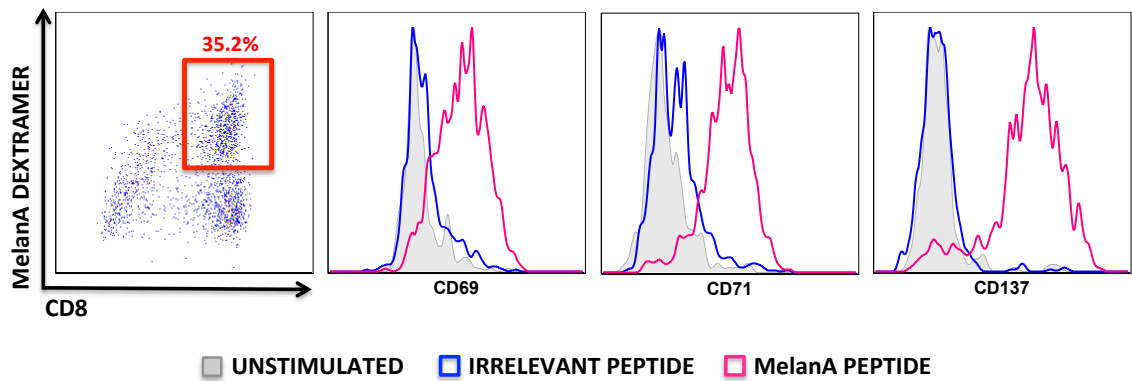 35.2%
MelanA DEXTRAMER
CD8
CD69
CD71
CD137
UNSTIMULATED
IRRELEVANT PEPTIDE
MelanA PEPTIDE